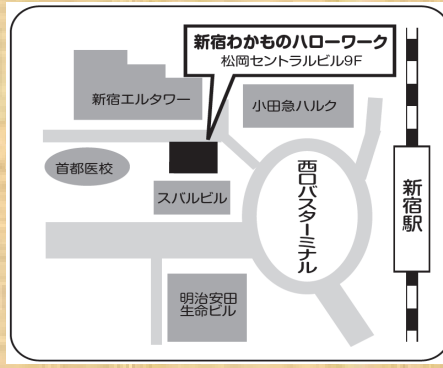 新宿わかものハローワーク
松岡セントラルビル9F
新宿エルタワー
小田急ハルク
首都医校
スバルビル
西口バスターミナル
新宿駅
明治安田
生命ビル